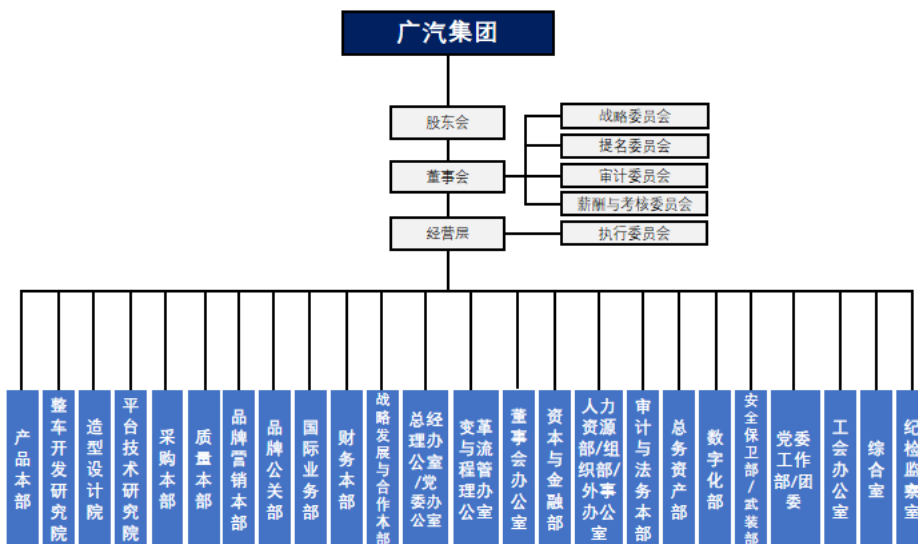 广汽集团
股东会
战略委员会
提名委员会
董事会
审计委员会
薪酬与考核委员会
经营层
执行委员会
产品本部
整车开发研究院
造型设计院
平台技术研究院
采购本部
质量本部
品牌营销本部
品牌公关部
国际业务部
财务本部
战略发展与合作本部
总经理办公室/党委办公室
变革与流程管理办公室
董事会办公室
资本与金融部
人力资源部/组织部/外事办公室
审计与法务本部
总务资产部
数字化部
安全保卫部/武装部
党委工作部/团委
工会办公室
综合室
纪检监察室